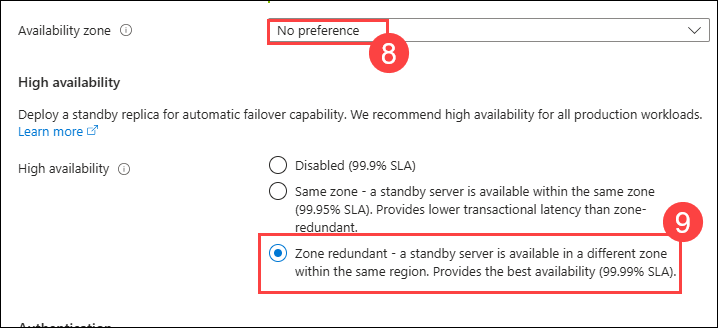 Availability zone
No preference
8
High availability
Deploy a standby replica for automatic failover capability. We recommend high availability for all production workloads.
Learn more
High availability
Disabled (99.9% SLA)
Same zone - a standby server is available within the same zone
(99.95% SLA). Provides lower transactional latency than zone-
redundant.
9
Zone redundant - a standby server is available in a different zone
within the same region. Provides the best availability (99.99% SLA).
Authentication